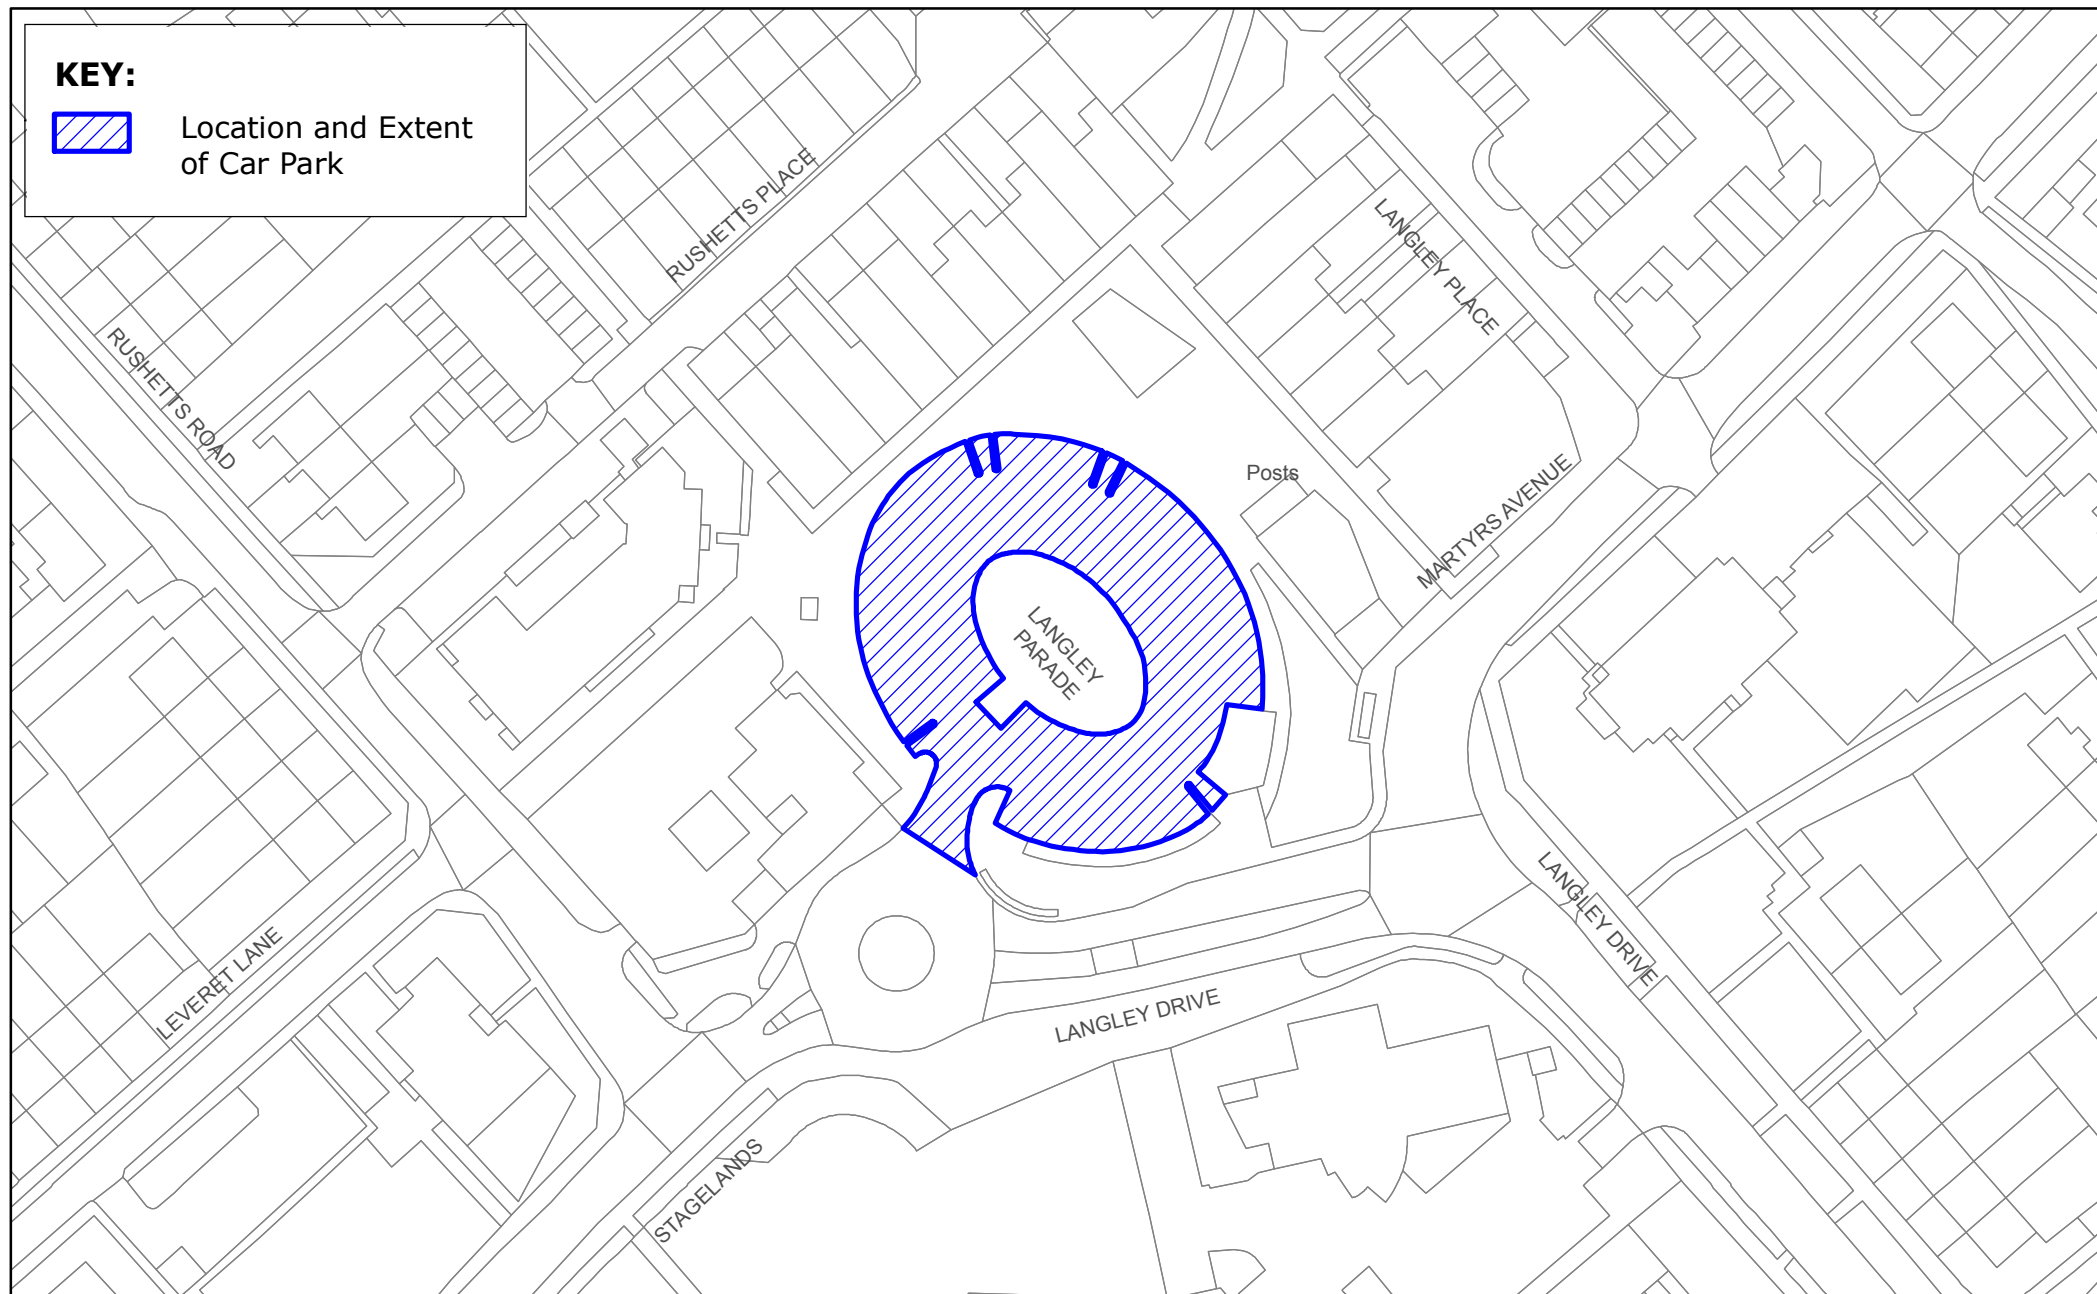 KEY:
Location and Extent
of Car Park
RUSHETTS PLACE
LANGLEY PLACE
RUSHETTS ROAD
Posts
MARTYRS AVENUE
LANGLEY
PARADE
LANGLEY DRIVE
LEVERET LANE
LANGLEY DRIVE
STAGELANDS